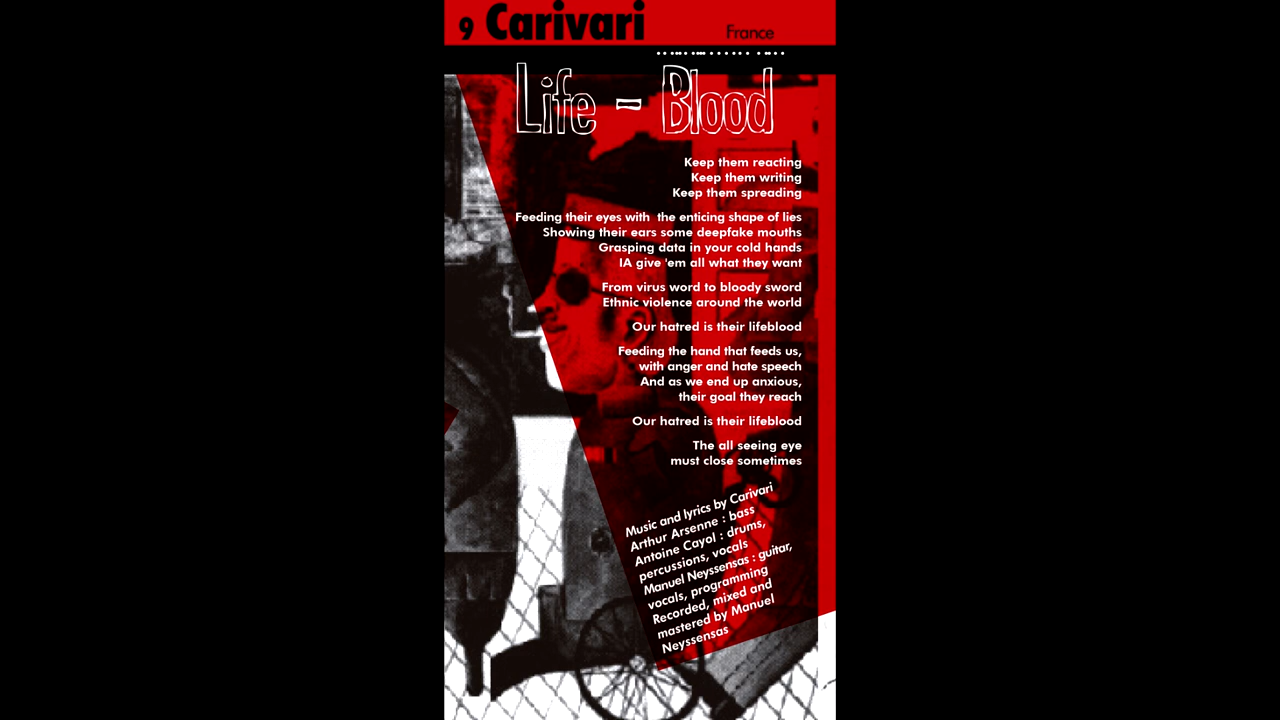 9 Carivari
France
Life - Blood
Keep them reacting
Keep them writing
Keep them spreading
Feeding their eyes with the enticing shape of lies
Showing their ears some deepfake mouths
Grasping data in your cold hands
IA give 'em all what they want
From virus word to bloody sword
Ethnic violence around the world
Our hatred is their lifeblood
Feeding the hand that feeds us,
with anger and hate speech
And as we end up anxious,
their goal they reach
Our hatred is their lifeblood
The all seeing eye
must close sometimes
Music and lyrics by Carivari
Arthur Arsenne : bass
Antoine Cayol : drums,
percussions, vocals
Manuel Neyssensas : guitar,
vocals, programming
Recorded, mixed and
mastered by Manuel
Neyssensas